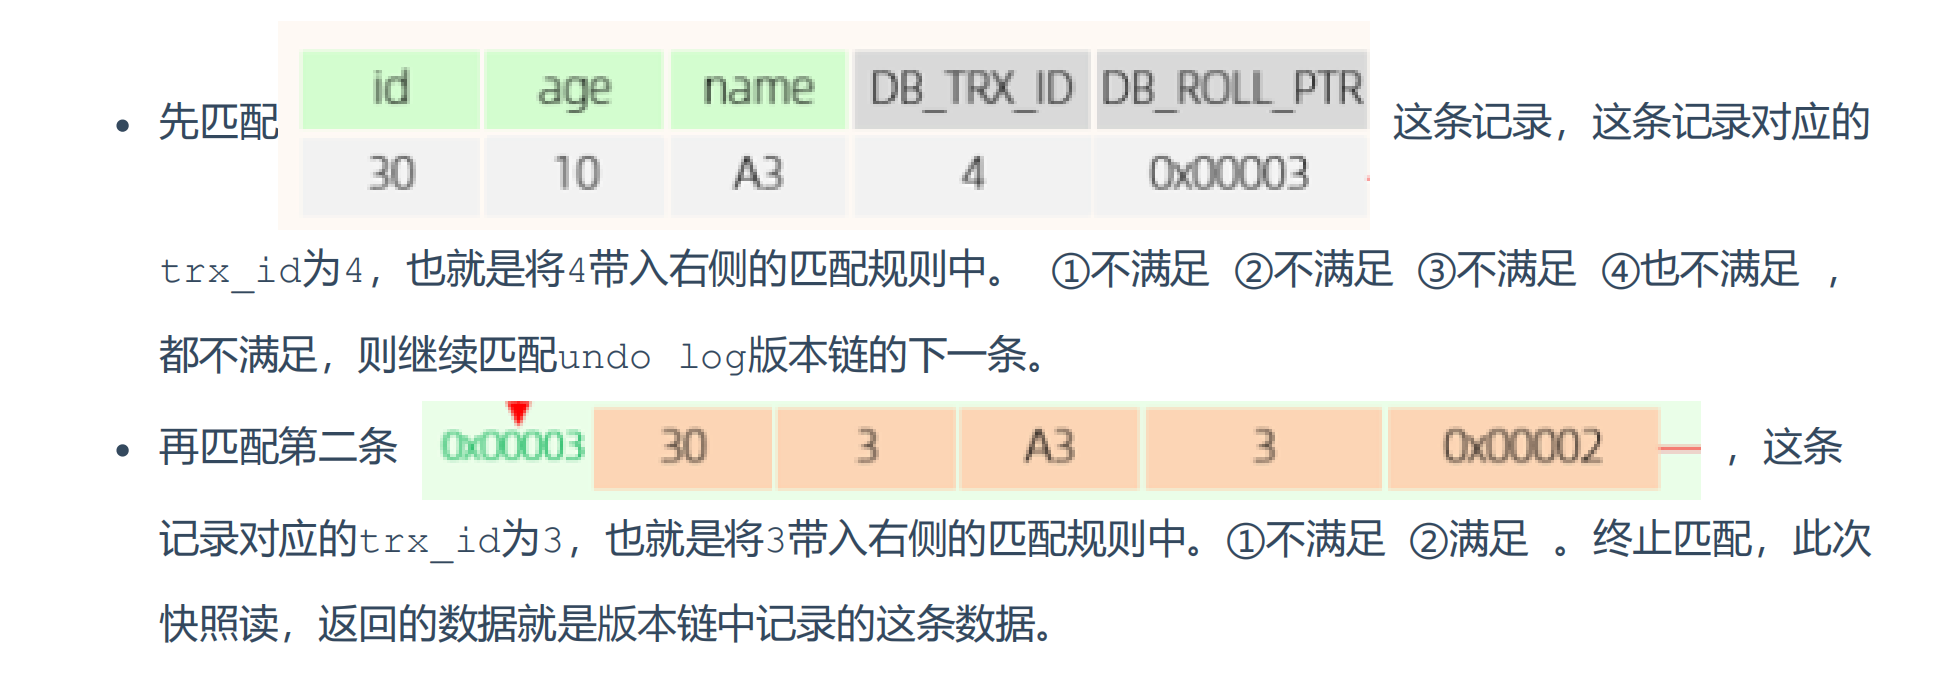 id age name DB_TRX_ID DB_ROLL_PTR
先匹配 这条记录，这条记录对应的
30 10 A3 4 0x00003
trx_id为4，也就是将4带入右侧的匹配规则中。 ①不满足 ②不满足 ③不满足 ④也不满足 ，
都不满足，则继续匹配undo log版本链的下一条。
再匹配第二条 0x00003 30 3 A3 3 0x00002 ，这条
记录对应的trx_id为3，也就是将3带入右侧的匹配规则中。①不满足 ②满足 。终止匹配，此次
快照读，返回的数据就是版本链中记录的这条数据。